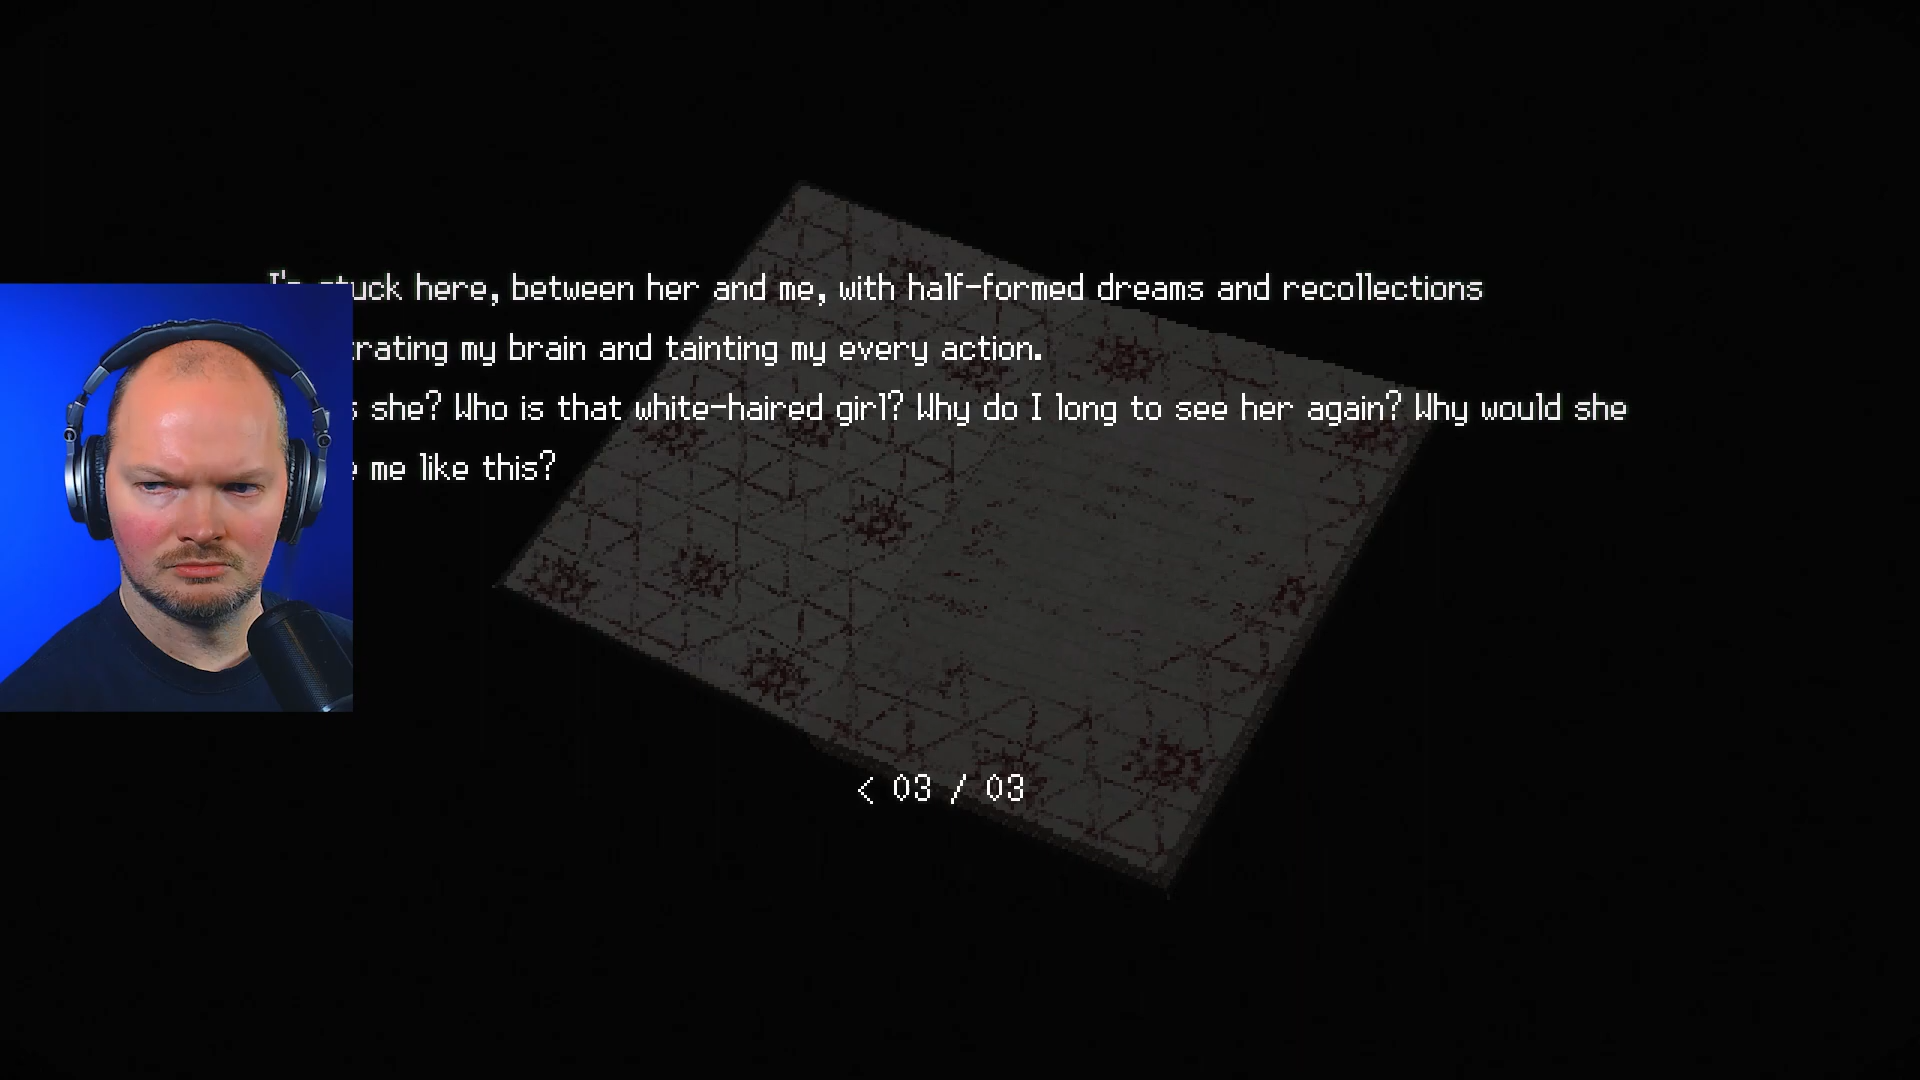 stuck here, between her and me, with half-formed dreams and recollections
my brain and tainting my every action.
she? Who is that white-haired girl? Why do I long to see her again? Why would she
me like this?
< 03 / 03